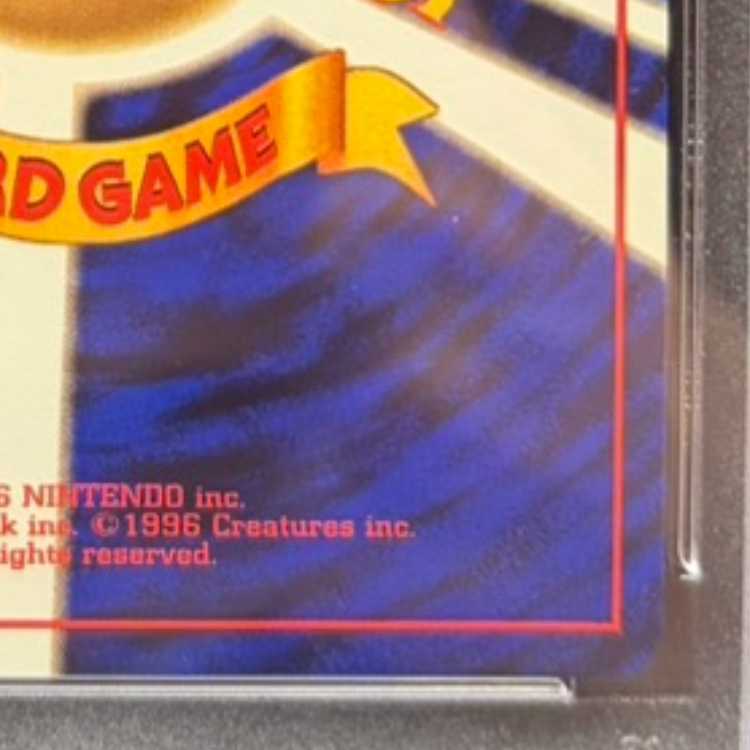 RD GAME
6 NINTENDO inc.
k inc. ©1996 Creatures inc.
ights reserved.